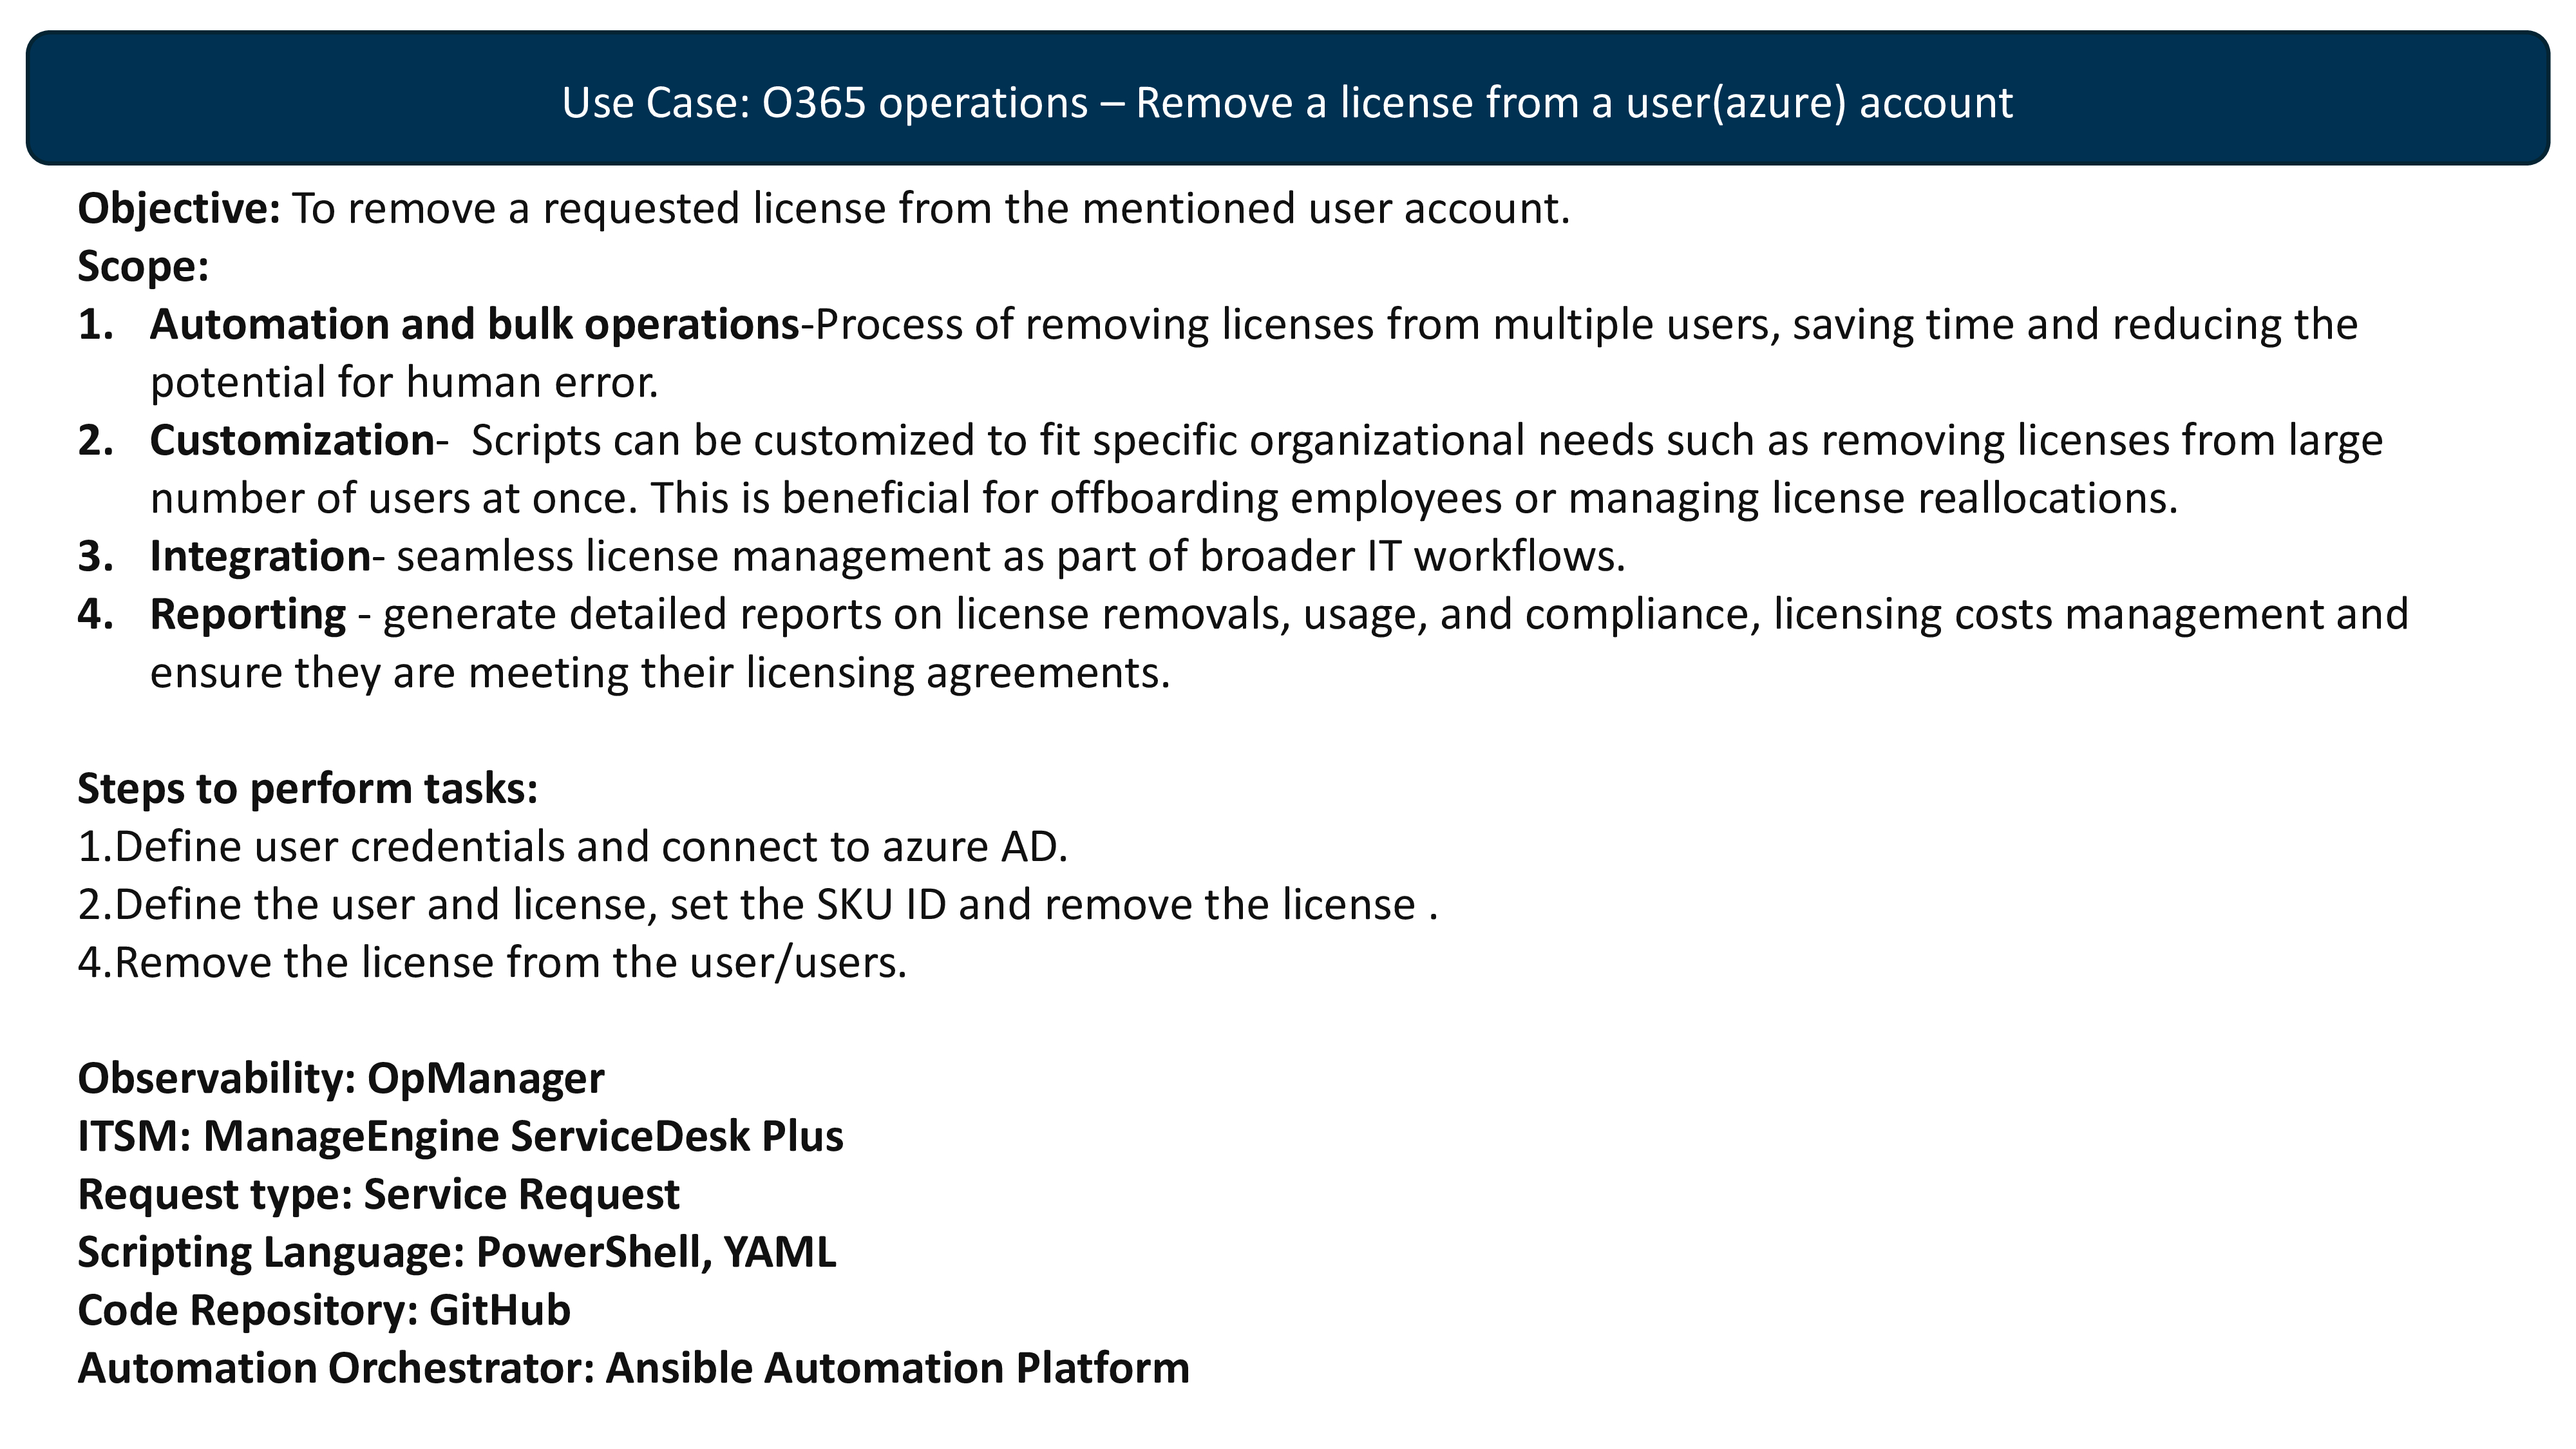 Use Case: O365 operations – Remove a license from a user(azure) account
Objective: To remove a requested license from the mentioned user account.
Scope:
1. Automation and bulk operations-Process of removing licenses from multiple users, saving time and reducing the
potential for human error.
2. Customization-  Scripts can be customized to fit specific organizational needs such as removing licenses from large
number of users at once. This is beneficial for offboarding employees or managing license reallocations.
3. Integration- seamless license management as part of broader IT workflows.
4. Reporting - generate detailed reports on license removals, usage, and compliance, licensing costs management and
ensure they are meeting their licensing agreements.
Steps to perform tasks:
1.Define user credentials and connect to azure AD.
2.Define the user and license, set the SKU ID and remove the license .
4.Remove the license from the user/users.
Observability: OpManager
ITSM: ManageEngine ServiceDesk Plus
Request type: Service Request
Scripting Language: PowerShell, YAML
Code Repository: GitHub
Automation Orchestrator: Ansible Automation Platform